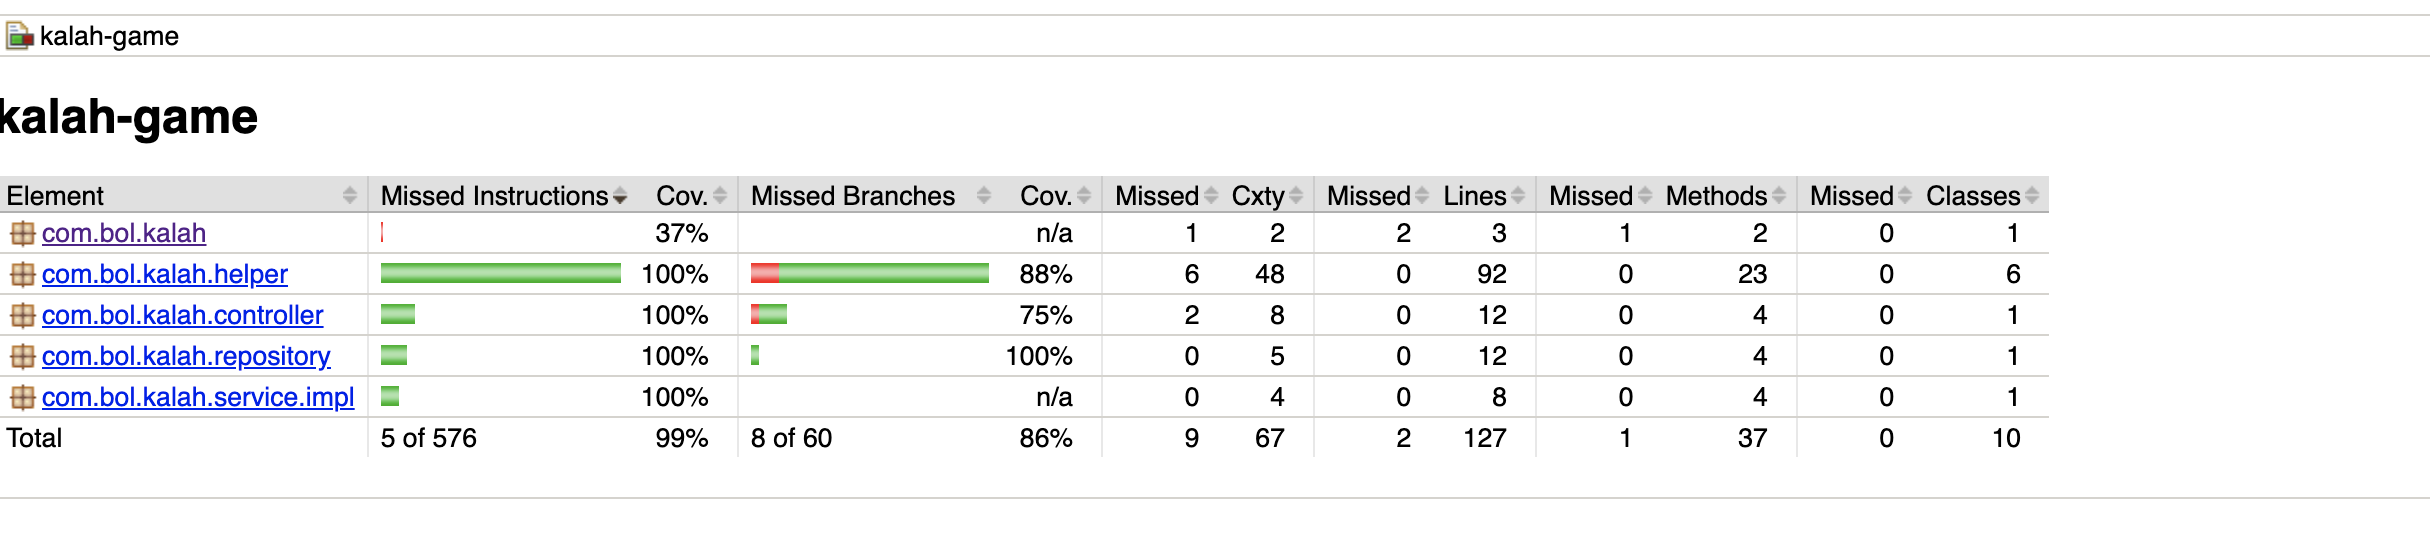 kalah-game
kalah-game
Element Missed Instructions Cov. Missed Branches Cov. Missed Cxty Missed Lines Missed Methods Missed Classes
com.bol.kalah 37% n/a 1 2 2 3 1 2 0 1
com.bol.kalah.helper 100% 88% 6 48 0 92 0 23 0 6
com.bol.kalah.controller 100% 75% 2 8 0 12 0 4 0 1
com.bol.kalah.repository 100% 100% 0 5 0 12 0 4 0 1
com.bol.kalah.service.impl 100% n/a 0 4 0 8 0 4 0 1
Total 5 of 576 99% 8 of 60 86% 9 67 2 127 1 37 0 10